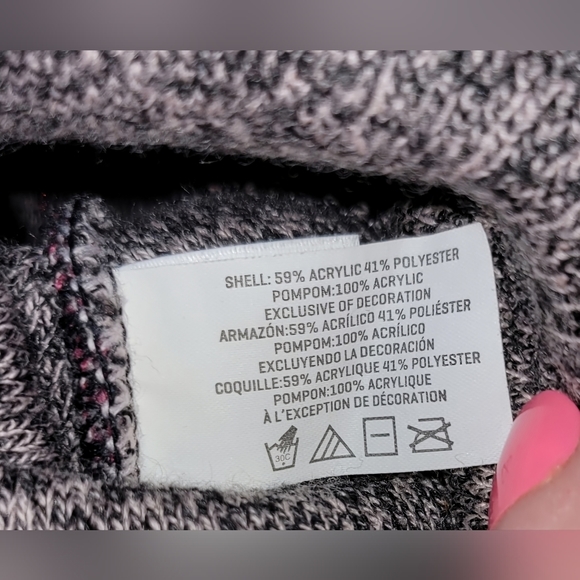 SHELL: 59% ACRYLIC 41% POLYESTER
POMPOM:100% ACRYLIC
EXCLUSIVE OF DECORATION
ARMAZÓN:59% ACRÍLICO 41% POLIÉSTER
POMPOM:100% ACRÍLICO
EXCLUYENDO LA DECORACIÓN
COQUILLE:59% ACRYLIQUE 41% POLYESTER
POMPON:100% ACRYLIQUE
À L'EXCEPTION DE DÉCORATION
30C